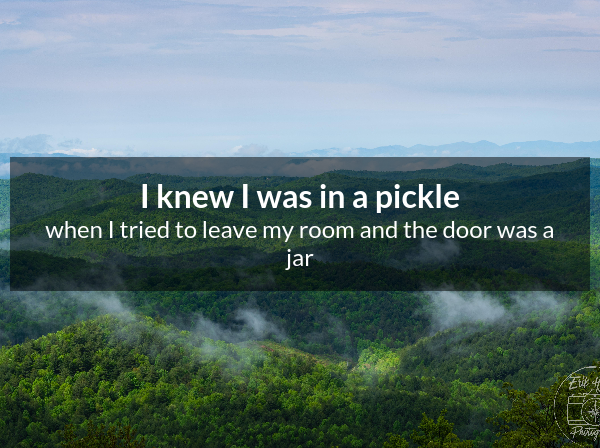 I knew I was in a pickle
when I tried to leave my room and the door was a
jar